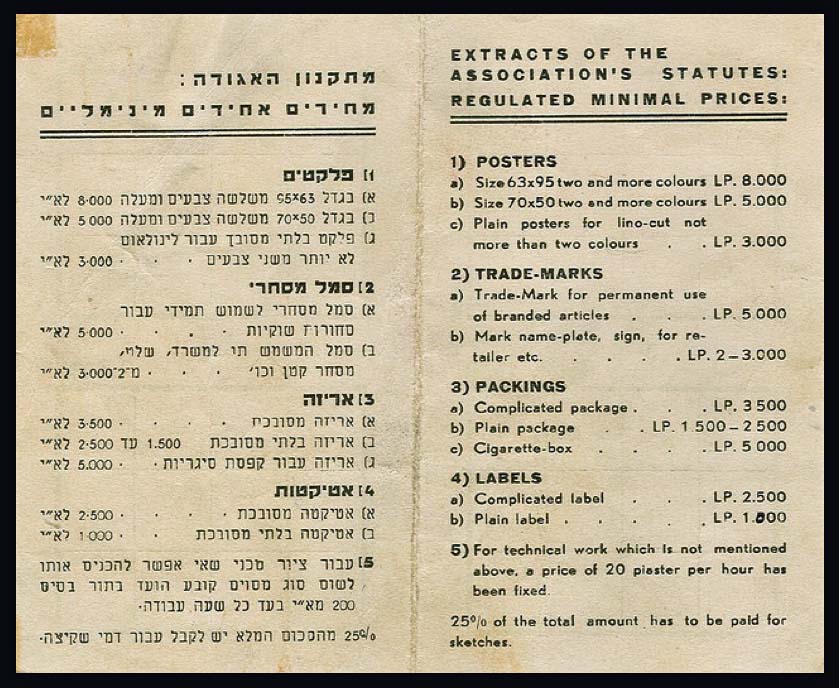 מתקנון האגודה:
מחירים אחידים מינימליים
1) פלקטים
א) בגדל 95x63 משלשה צבעים ומעלה 8·000 לא״י
ב) בגדל 70x50 משלשה צבעים ומעלה 5 000 לא״י
ג) פלקט בלתי מסובך עבור לינולאום
לא יותר משני צבעים · · · 3·000 לא״י
2) סמל מסחרי
א) סמל מסחרי לשמוש תמידי עבור
סחורות שוקיות · · · · 5·000 לא״י
ב) סמל המשמש תו למשרד, שלט,
מסחר קטן וכו׳ · · · מ־2־3·000 לא״י
3) אריזה
א) אריזה מסובכת · · · · 3·500 לא״י
ב) אריזה בלתי מסובכת 1.500 עד 2·500 לא״י
ג) אריזה עבור קפסת סיגריות · · 5.000 לא״י
4) אטיקטות
א) אטיקטה מסובכת · · · 2·500 לא״י
ב) אטיקטה בלתי מסובכת · · 1·000 לא״י
5) עבור ציור טכני שאי אפשר להכניס אותו
לשום סוג מסוים קובע הועד בתור בסיס
200 מא״י בעד כל שעה עבודה·
25% מהסכום המלא יש לקבל עבור דמי שקיצה·
EXTRACTS OF THE
ASSOCIATION'S STATUTES:
REGULATED MINIMAL PRICES:
1) POSTERS
a) Size 63x95 two and more colours LP. 8.000
b) Size 70x50 two and more colours LP. 5.000
c) Plain posters for lino-cut not
more than two colours . . LP. 3.000
2) TRADE-MARKS
a) Trade-Mark for permanent use
of branded articles . . . LP. 5 000
b) Mark name-plate, sign, for re-
tailer etc. . . . . LP. 2 – 3.000
3) PACKINGS
a) Complicated package . . . LP. 3 500
b) Plain package . . LP. 1 500 – 2 500
c) Cigarette-box . . . . LP. 5 000
4) LABELS
a) Complicated label . . . LP. 2.500
b) Plain label . . . . . LP. 1.000
5) For technical work which is not mentioned
above, a price of 20 piaster per hour has
been fixed.
25% of the total amount has to be paid for
sketches.